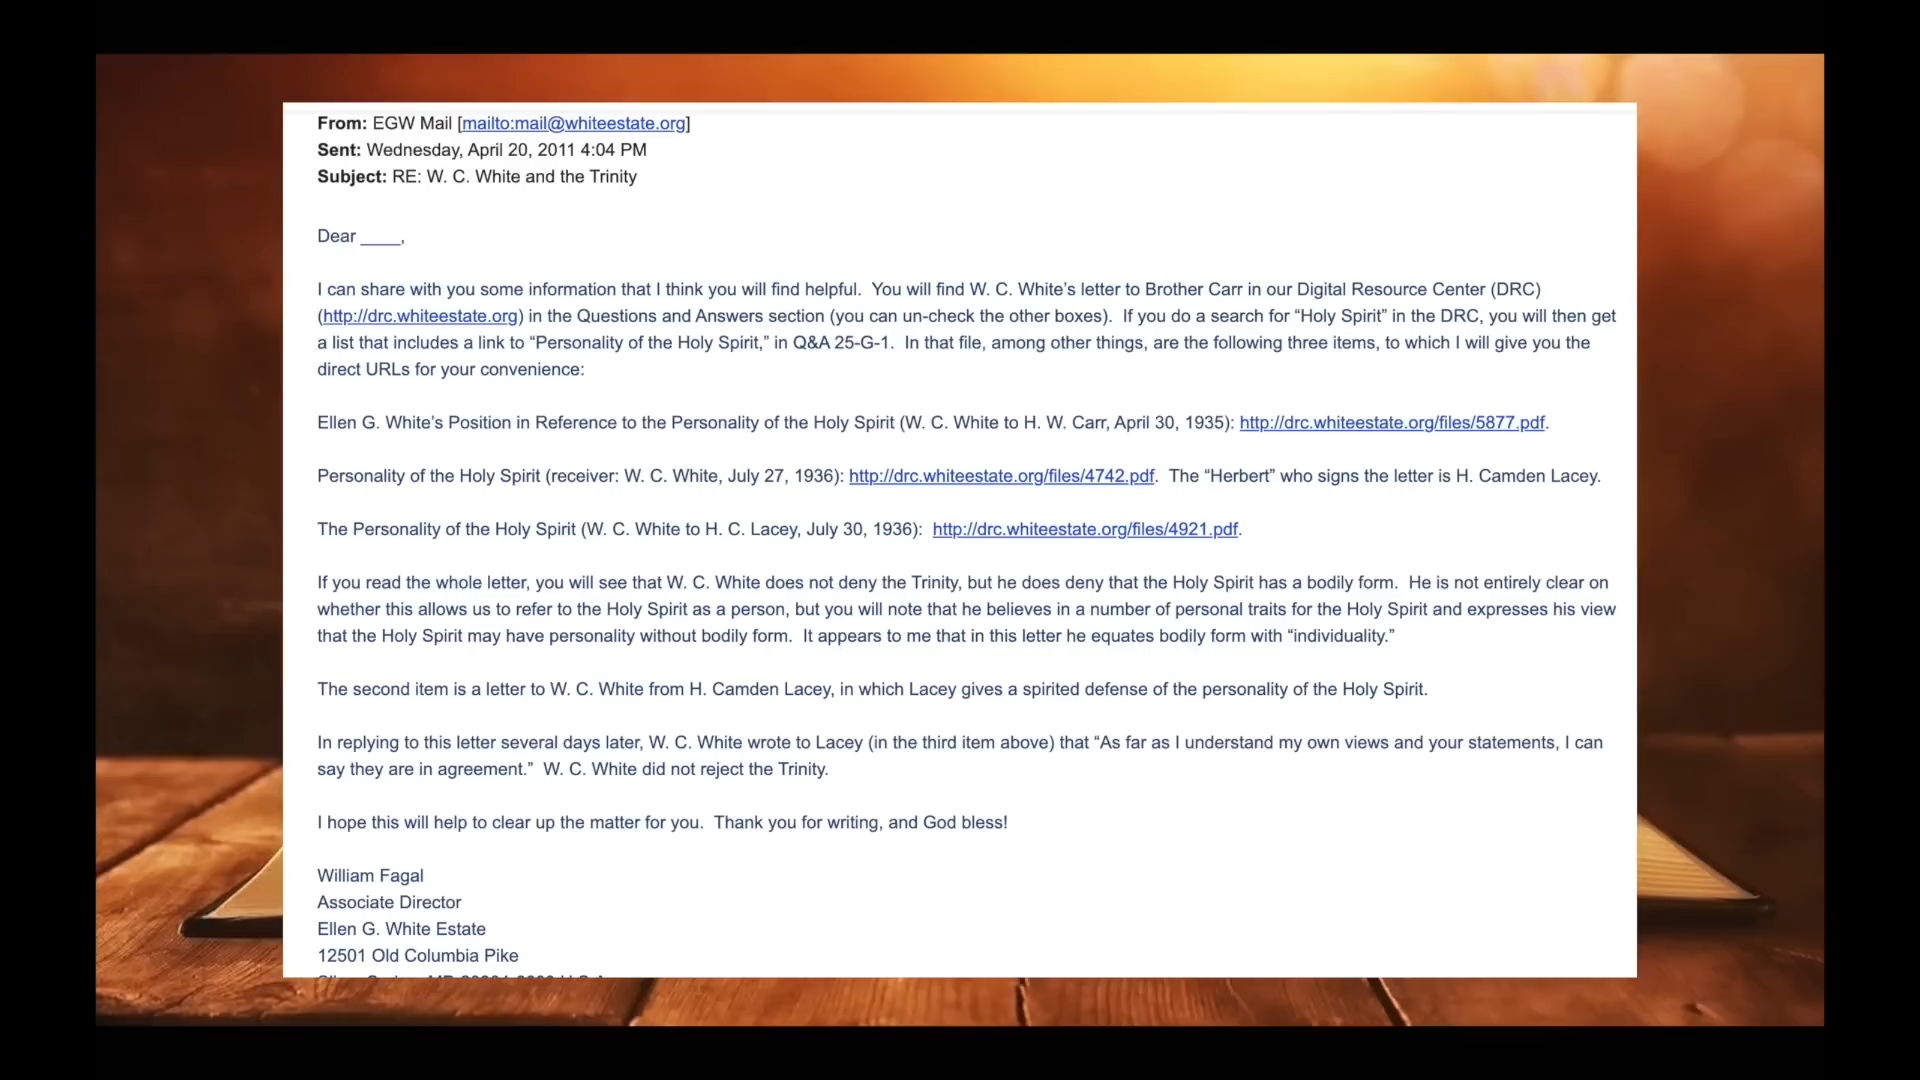 From: EGW Mail [mailto:mail@whiteestate.org]
Sent: Wednesday, April 20, 2011 4:04 PM
Subject: RE: W. C. White and the Trinity
Dear ____,
I can share with you some information that I think you will find helpful.  You will find W. C. White’s letter to Brother Carr in our Digital Resource Center (DRC)
(http://drc.whiteestate.org) in the Questions and Answers section (you can un-check the other boxes).  If you do a search for “Holy Spirit” in the DRC, you will then get
a list that includes a link to “Personality of the Holy Spirit,” in Q&A 25-G-1.  In that file, among other things, are the following three items, to which I will give you the
direct URLs for your convenience:
Ellen G. White’s Position in Reference to the Personality of the Holy Spirit (W. C. White to H. W. Carr, April 30, 1935): http://drc.whiteestate.org/files/5877.pdf.
Personality of the Holy Spirit (receiver: W. C. White, July 27, 1936): http://drc.whiteestate.org/files/4742.pdf.  The “Herbert” who signs the letter is H. Camden Lacey.
The Personality of the Holy Spirit (W. C. White to H. C. Lacey, July 30, 1936):  http://drc.whiteestate.org/files/4921.pdf.
If you read the whole letter, you will see that W. C. White does not deny the Trinity, but he does deny that the Holy Spirit has a bodily form.  He is not entirely clear on
whether this allows us to refer to the Holy Spirit as a person, but you will note that he believes in a number of personal traits for the Holy Spirit and expresses his view
that the Holy Spirit may have personality without bodily form.  It appears to me that in this letter he equates bodily form with “individuality.”
The second item is a letter to W. C. White from H. Camden Lacey, in which Lacey gives a spirited defense of the personality of the Holy Spirit.
In replying to this letter several days later, W. C. White wrote to Lacey (in the third item above) that “As far as I understand my own views and your statements, I can
say they are in agreement.”  W. C. White did not reject the Trinity.
I hope this will help to clear up the matter for you.  Thank you for writing, and God bless!
William Fagal
Associate Director
Ellen G. White Estate
12501 Old Columbia Pike